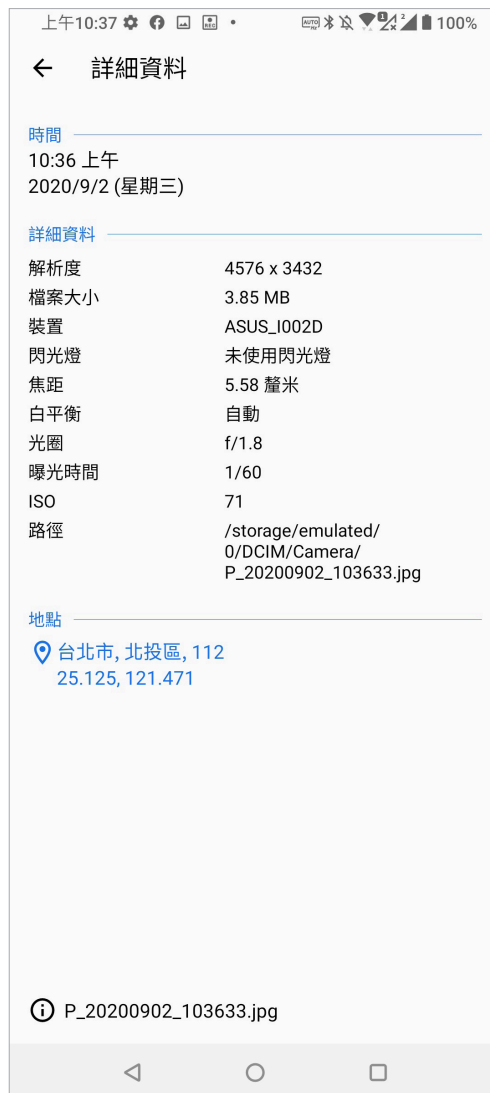 上午10:37
100%
詳細資料
時間
10:36 上午
2020/9/2 (星期三)
詳細資料
解析度 4576 x 3432
檔案大小 3.85 MB
裝置 ASUS_I002D
閃光燈 未使用閃光燈
焦距 5.58 釐米
白平衡 自動
光圈 f/1.8
曝光時間 1/60
ISO 71
路徑 /storage/emulated/
0/DCIM/Camera/
P_20200902_103633.jpg
地點
台北市, 北投區, 112
25.125, 121.471
P_20200902_103633.jpg